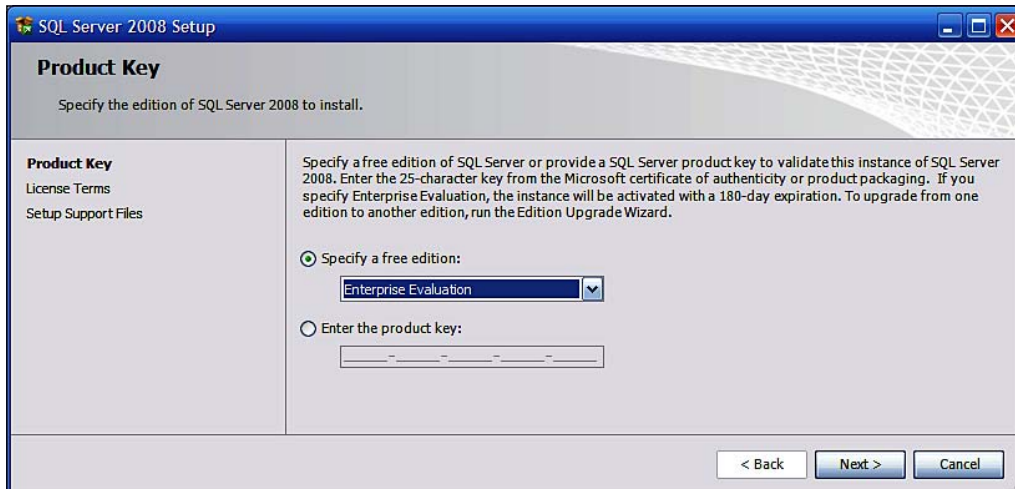 SQL Server 2008 Setup
Product Key
Specify the edition of SQL Server 2008 to install.
Product Key
License Terms
Setup Support Files
Specify a free edition of SQL Server or provide a SQL Server product key to validate this instance of SQL Server
2008. Enter the 25-character key from the Microsoft certificate of authenticity or product packaging. If you
specify Enterprise Evaluation, the instance will be activated with a 180-day expiration. To upgrade from one
edition to another edition, run the Edition Upgrade Wizard.
Specify a free edition:
Enterprise Evaluation
Enter the product key:
_____-_____-_____-_____-_____
< Back Next > Cancel